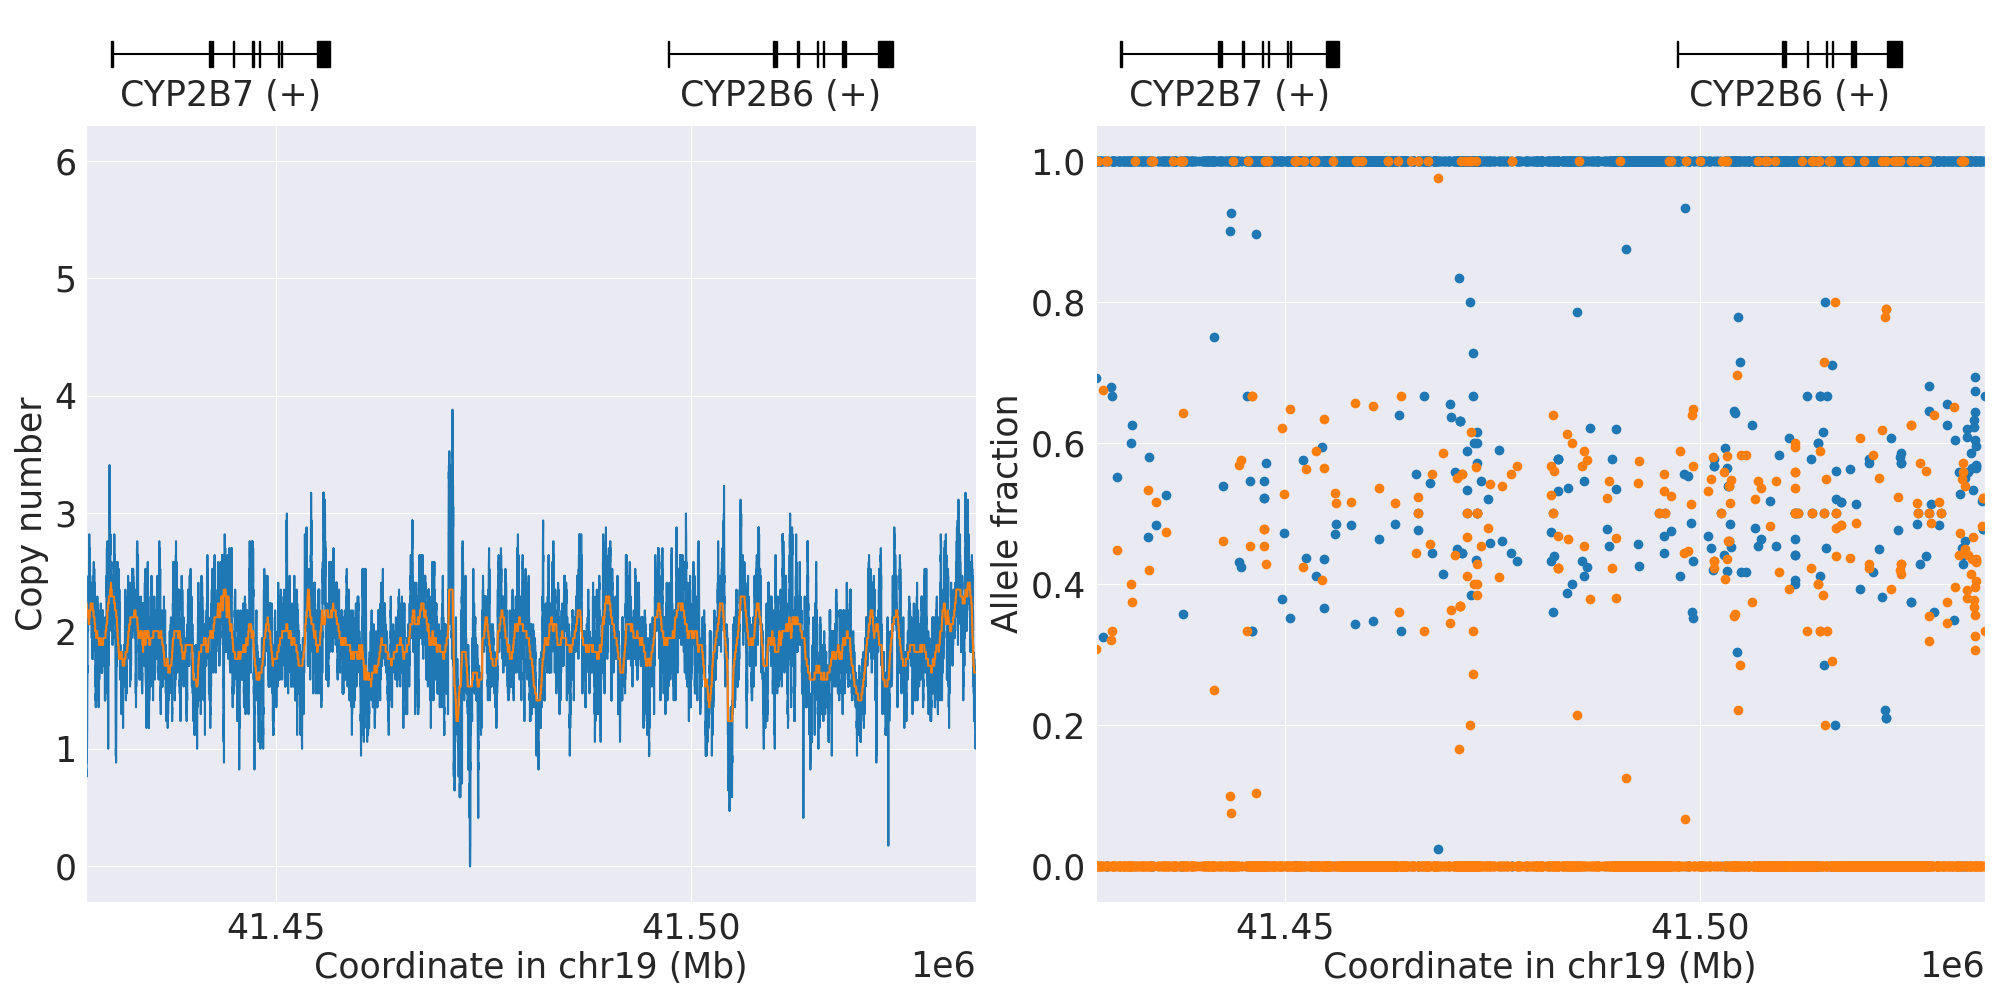 CYP2B7 (+)
CYP2B6 (+)
6
5
4
3
2
1
0
Copy number
41.45
41.50
Coordinate in chr19 (Mb)
1e6
CYP2B7 (+)
CYP2B6 (+)
1.0
0.8
0.6
0.4
0.2
0.0
Allele fraction
41.45
41.50
Coordinate in chr19 (Mb)
1e6